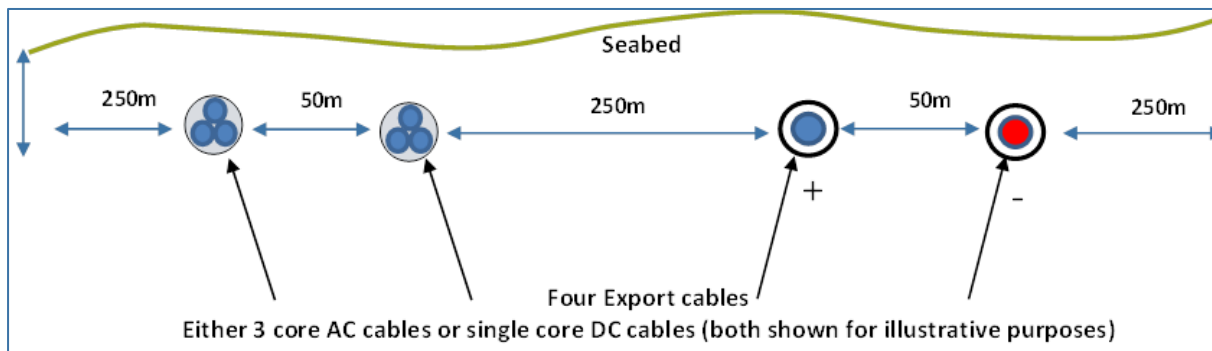 Seabed
250m
50m
250m
50m
250m
+
-
Four Export cables
Either 3 core AC cables or single core DC cables (both shown for illustrative purposes)